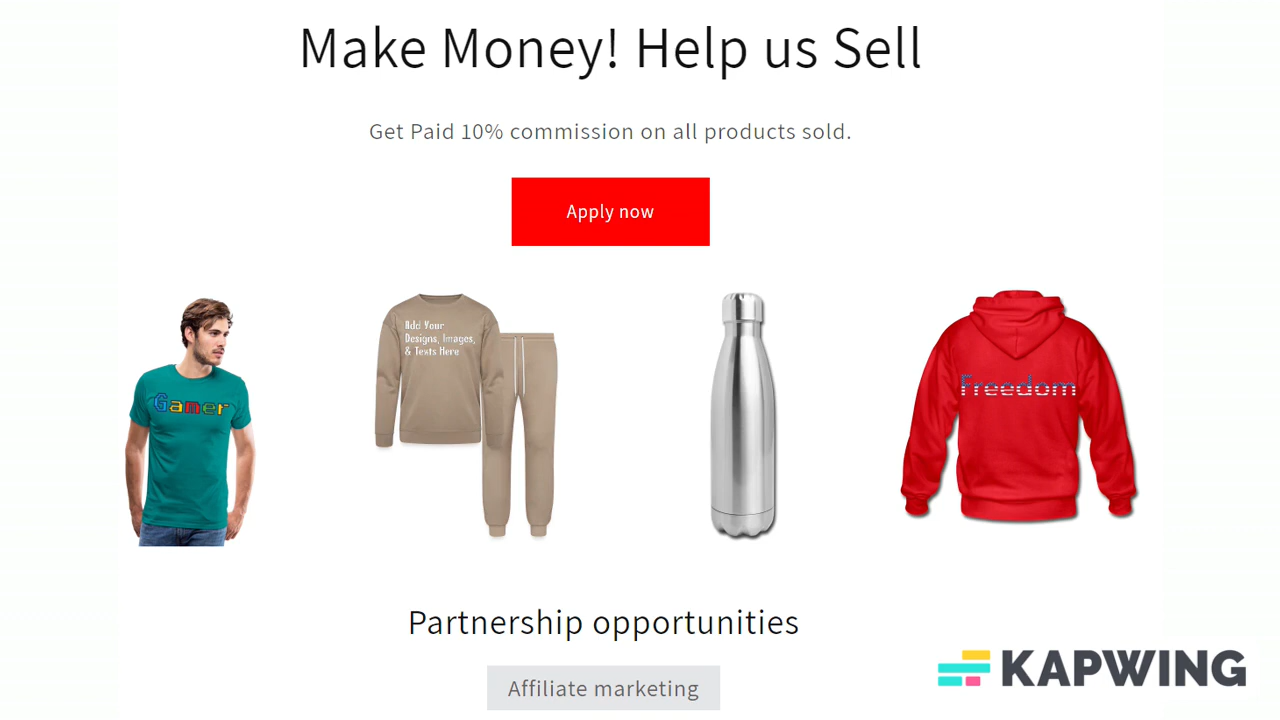 Make Money! Help us Sell
Get Paid 10% commission on all products sold.
Apply now
Gamer
Add Your
Designs, Images,
& Texts Here
Freedom
Partnership opportunities
Affiliate marketing
KAPWING